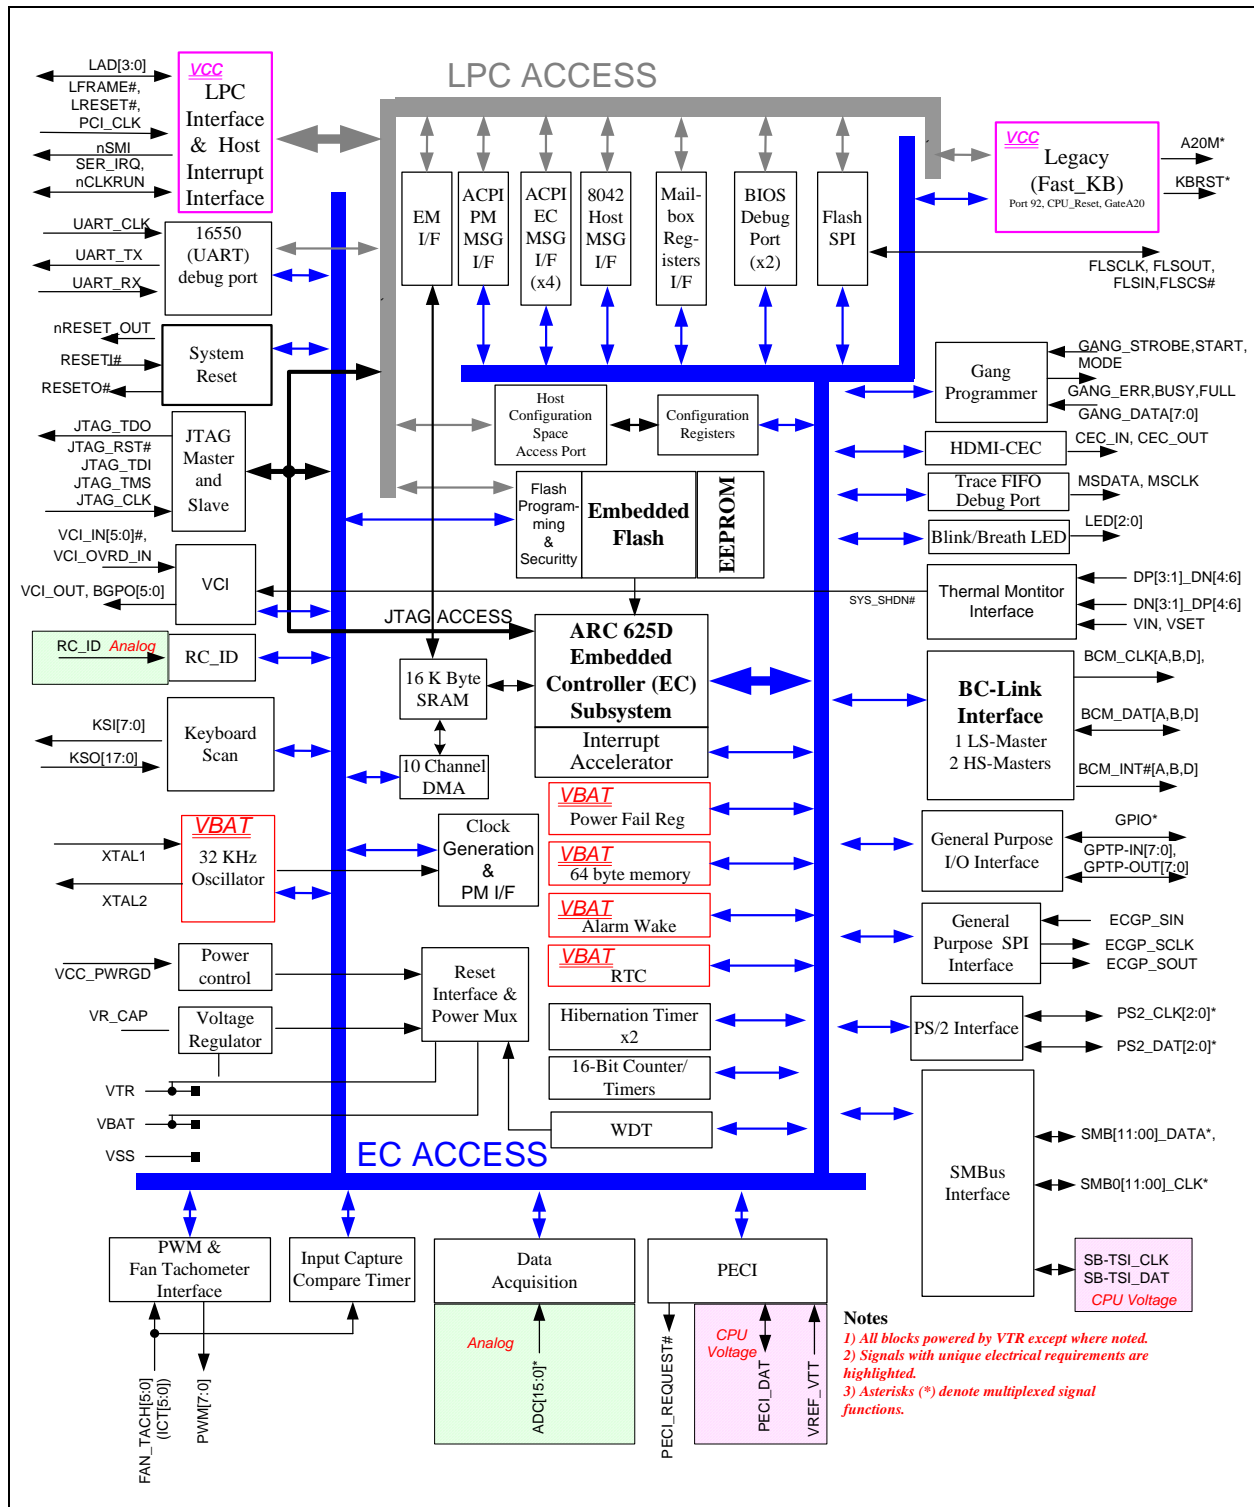 LPC ACCESS
LAD[3:0]
LFRAME#,
LRESET#,
PCI_CLK
nSMI
SER_IRQ,
nCLKRUN
VCC
LPC
Interface
& Host
Interrupt
Interface
UART_CLK
UART_TX
UART_RX
16550
(UART)
debug port
nRESET_OUT
RESETI#
RESETO#
System
Reset
JTAG_TDO
JTAG_RST#
JTAG_TDI
JTAG_TMS
JTAG_CLK
JTAG
Master
and
Slave
VCI_IN[5:0]#,
VCI_OVRD_IN
VCI_OUT, BGPO[5:0]
VCI
RC_ID Analog
RC_ID
KSI[7:0]
KSO[17:0]
Keyboard
Scan
XTAL1
XTAL2
VBAT
32 KHz
Oscillator
VCC_PWRGD
Power
control
VR_CAP
Voltage
Regulator
VTR
VBAT
VSS
EM
I/F
ACPI
PM
MSG
I/F
ACPI
EC
MSG
I/F
(x4)
8042
Host
MSG
I/F
Mail-
box
Reg-
isters
I/F
BIOS
Debug
Port
(x2)
Flash
SPI
VCC
Legacy
(Fast_KB)
Port 92, CPU_Reset, GateA20
A20M*
KBRST*
FLSCLK, FLSOUT,
FLSIN,FLSCS#
Host
Configuration
Space
Access Port
Configuration
Registers
Flash
Program-
ming
&
Security
Embedded
Flash
EEPROM
JTAG ACCESS
ARC 625D
Embedded
Controller (EC)
Subsystem
Interrupt
Accelerator
16 K Byte
SRAM
10 Channel
DMA
Clock
Generation
&
PM I/F
VBAT
Power Fail Reg
VBAT
64 byte memory
VBAT
Alarm Wake
VBAT
RTC
Reset
Interface &
Power Mux
Hibernation Timer
x2
16-Bit Counter/
Timers
WDT
EC ACCESS
Gang
Programmer
GANG_STROBE,START,
MODE
GANG_ERR,BUSY,FULL
GANG_DATA[7:0]
HDMI-CEC
CEC_IN, CEC_OUT
Trace FIFO
Debug Port
MSDATA, MSCLK
Blink/Breath LED
LED[2:0]
SYS_SHDN#
Thermal Montitor
Interface
DP[3:1]_DN[4:6]
DN[3:1]_DP[4:6]
VIN, VSET
BC-Link
Interface
1 LS-Master
2 HS-Masters
BCM_CLK[A,B,D],
BCM_DAT[A,B,D]
BCM_INT#[A,B,D]
General Purpose
I/O Interface
GPIO*
GPTP-IN[7:0],
GPTP-OUT[7:0]
General
Purpose SPI
Interface
ECGP_SIN
ECGP_SCLK
ECGP_SOUT
PS/2 Interface
PS2_CLK[2:0]*
PS2_DAT[2:0]*
SMBus
Interface
SMB[11:00]_DATA*,
SMB0[11:00]_CLK*
SB-TSI_CLK
SB-TSI_DAT
CPU Voltage
PWM &
Fan Tachometer
Interface
Input Capture
Compare Timer
Data
Acquisition
PECI
FAN_TACH[5:0]
(ICT[5:0])
PWM[7:0]
Analog
ADC[15:0]*
PECI_REQUEST#
CPU
Voltage
PECI_DAT
VREF_VTT
Notes
1) All blocks powered by VTR except where noted.
2) Signals with unique electrical requirements are
highlighted.
3) Asterisks (*) denote multiplexed signal
functions.